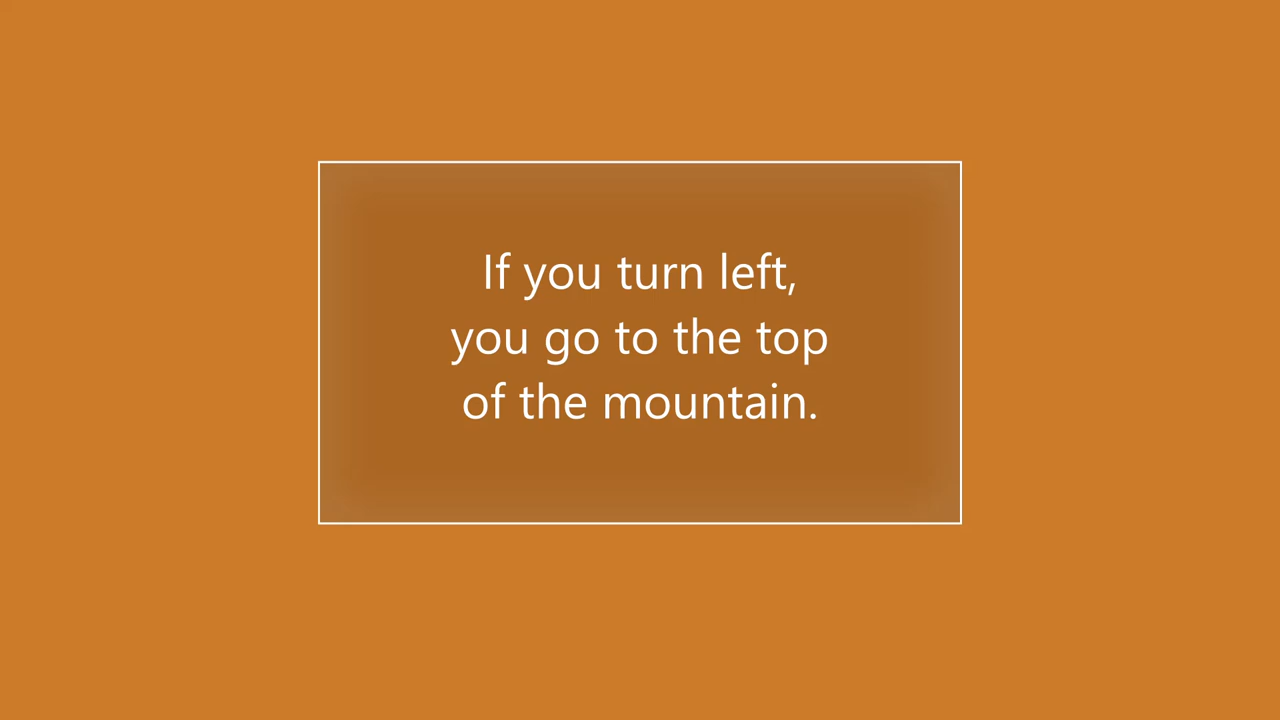 If you turn left,
you go to the top
of the mountain.